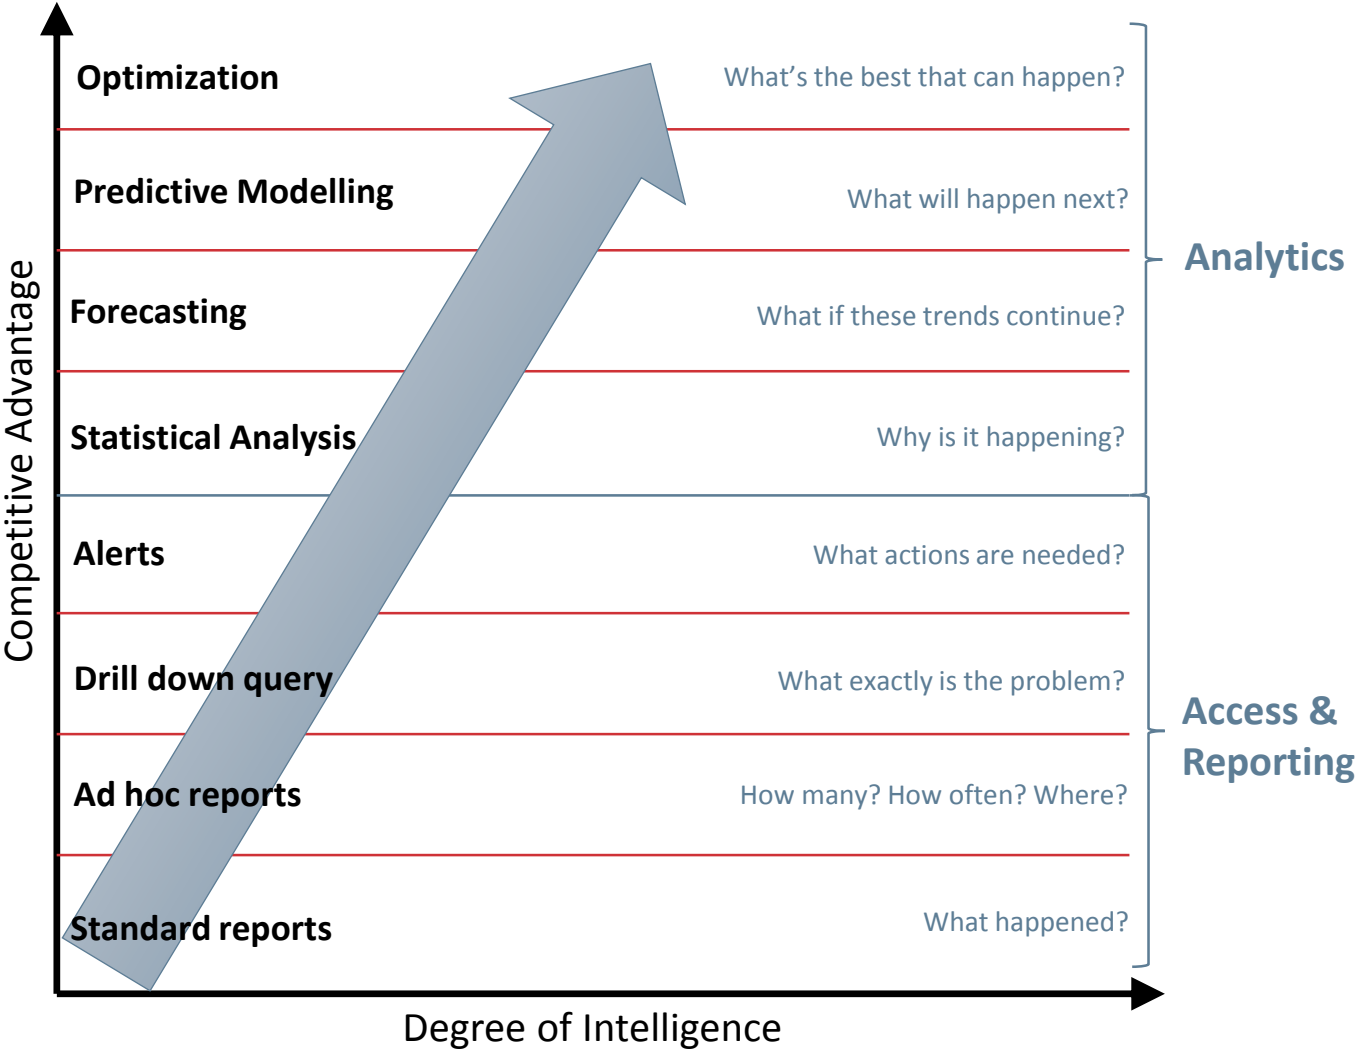 Optimization
What's the best that can happen?
Predictive Modelling
What will happen next?
Forecasting
What if these trends continue?
Statistical Analysis
Why is it happening?
Analytics
Alerts
What actions are needed?
Drill down query
What exactly is the problem?
Ad hoc reports
How many? How often? Where?
Standard reports
What happened?
Access &
Reporting
Competitive Advantage
Degree of Intelligence